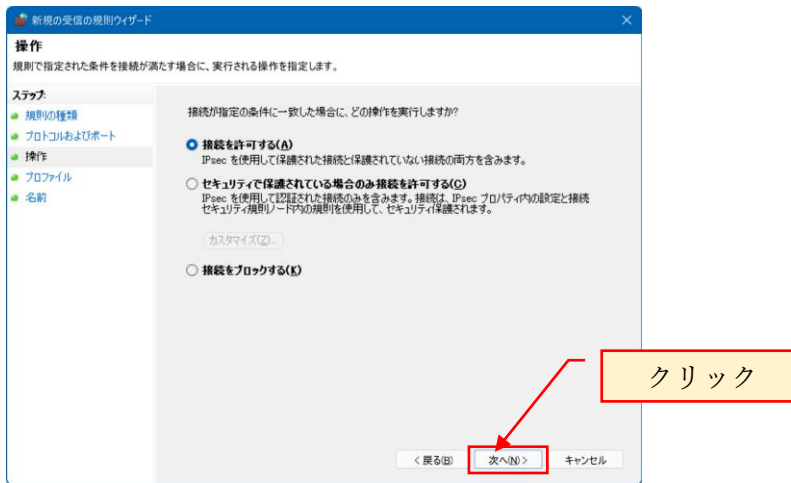 新規の受信の規則ウィザード
操作
規則で指定された条件を接続が満たす場合に、実行される操作を指定します。
ステップ:
規則の種類
プロトコルおよびポート
操作
プロファイル
名前
接続が指定の条件に一致した場合に、どの操作を実行しますか?
接続を許可する(A)
IPsec を使用して保護された接続と保護されていない接続の両方を含みます。
セキュリティで保護されている場合のみ接続を許可する(C)
IPsec を使用して認証された接続のみを含みます。接続は、IPsec プロパティ内の設定と接続
セキュリティ規則ノード内の規則を使用して、セキュリティ保護されます。
カスタマイズ(Z)...
接続をブロックする(K)
クリック
< 戻る(B)
次へ(N) >
キャンセル